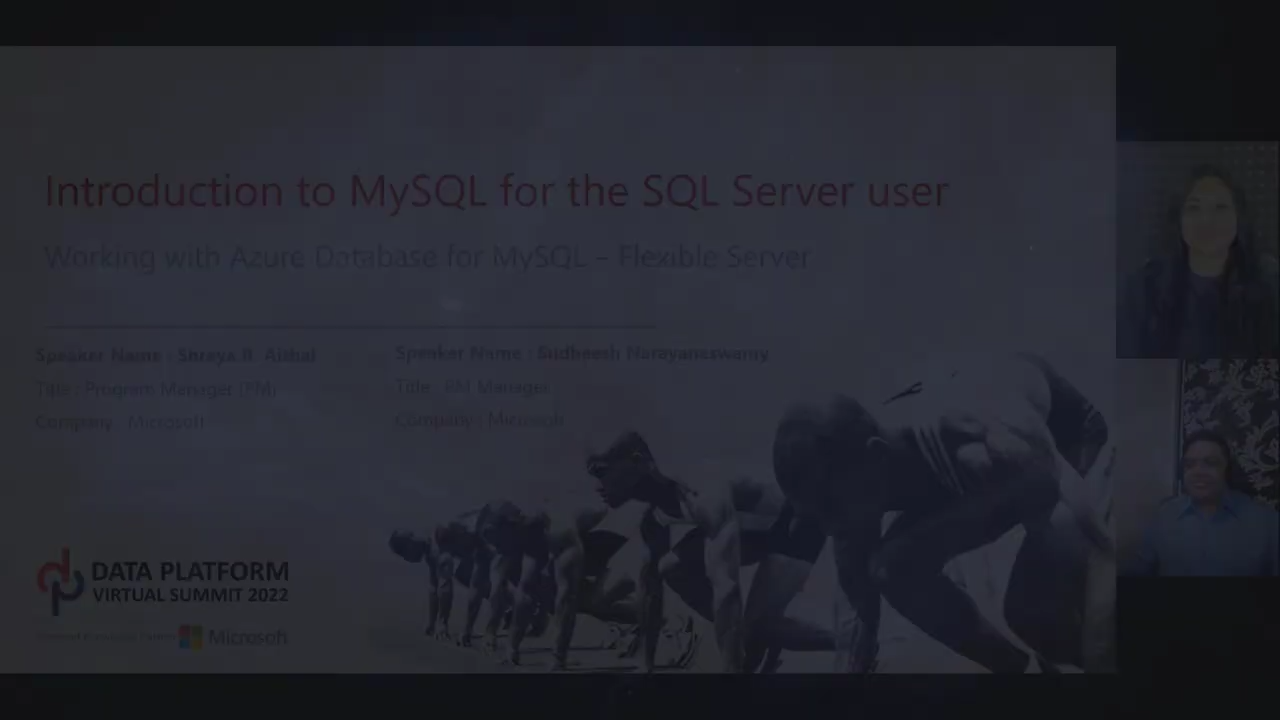 Introduction to MySQL for the SQL Server user
Working with Azure Database for MySQL – Flexible Server
Speaker Name : Shreya R. Aithal
Title : Program Manager (PM)
Company : Microsoft
Speaker Name : Sudheesh Narayanaswamy
Title : PM Manager
Company : Microsoft
DATA PLATFORM
VIRTUAL SUMMIT 2022
Microsoft